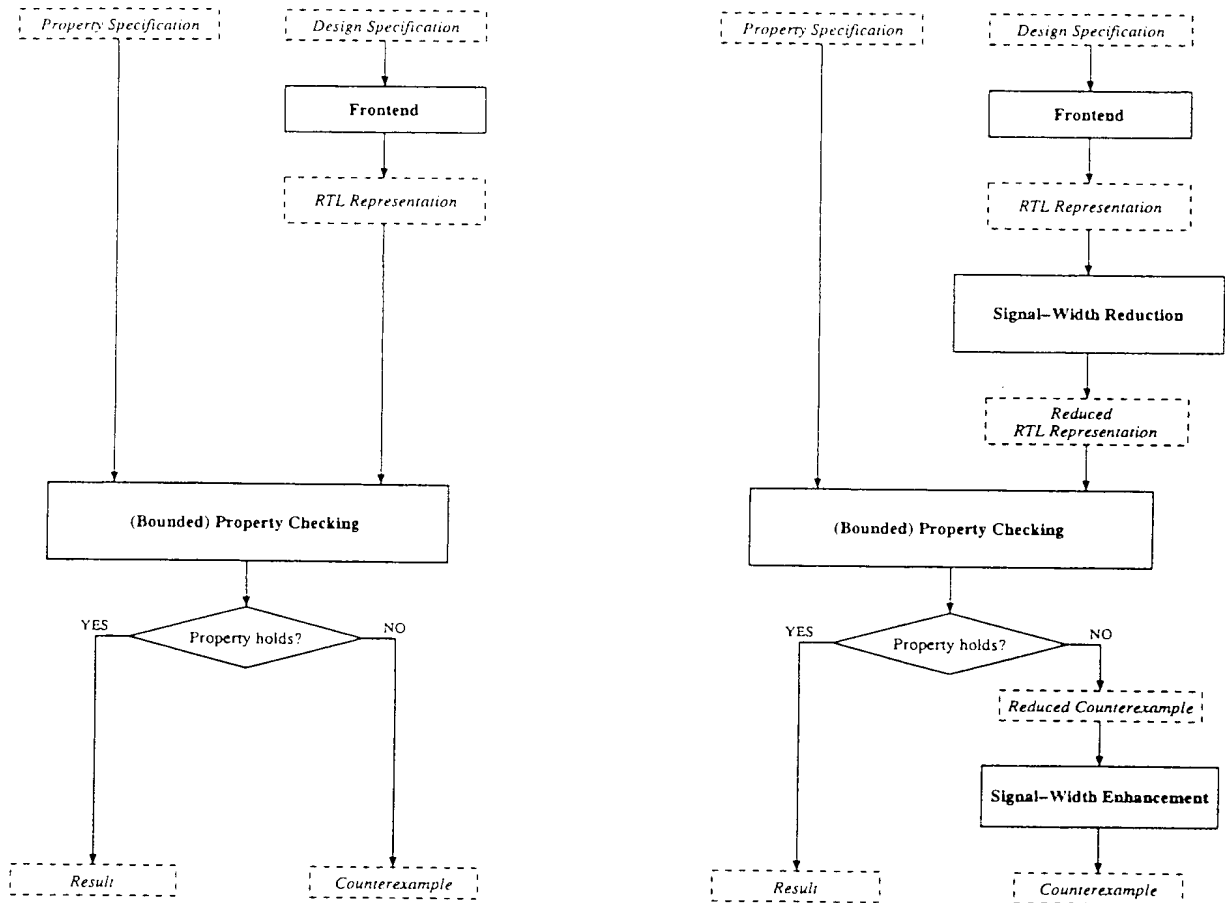 Property Specification
Design Specification
Frontend
RTL Representation
(Bounded) Property Checking
YES
Property holds?
NO
Result
Counterexample
Property Specification
Design Specification
Frontend
RTL Representation
Signal–Width Reduction
Reduced
RTL Representation
(Bounded) Property Checking
YES
Property holds?
NO
Reduced Counterexample
Signal–Width Enhancement
Result
Counterexample